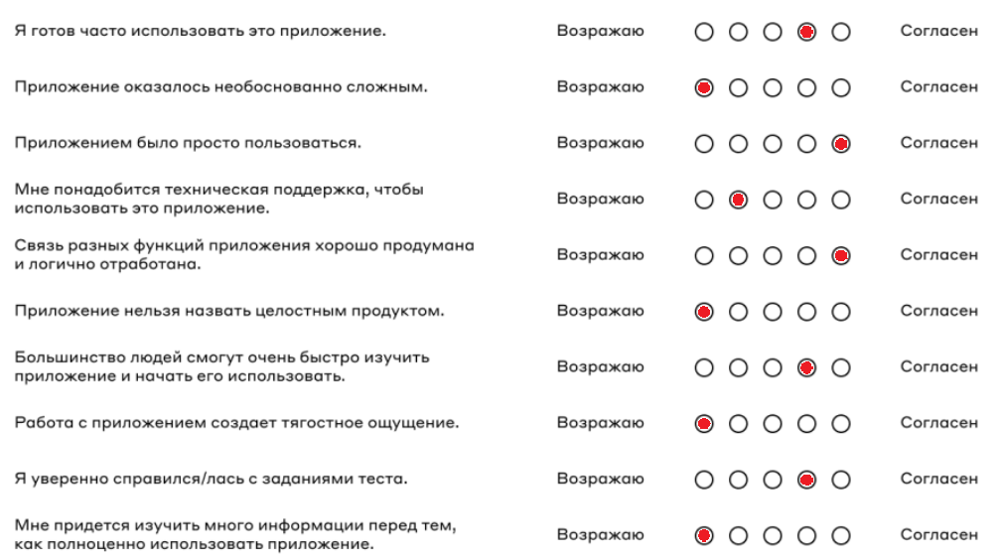 Я готов часто использовать это приложение. Возражаю Согласен
Приложение оказалось необоснованно сложным. Возражаю Согласен
Приложением было просто пользоваться. Возражаю Согласен
Мне понадобится техническая поддержка, чтобы
использовать это приложение. Возражаю Согласен
Связь разных функций приложения хорошо продумана
и логично отработана. Возражаю Согласен
Приложение нельзя назвать целостным продуктом. Возражаю Согласен
Большинство людей смогут очень быстро изучить
приложение и начать его использовать. Возражаю Согласен
Работа с приложением создает тягостное ощущение. Возражаю Согласен
Я уверенно справился/лась с заданиями теста. Возражаю Согласен
Мне придется изучить много информации перед тем,
как полноценно использовать приложение. Возражаю Согласен